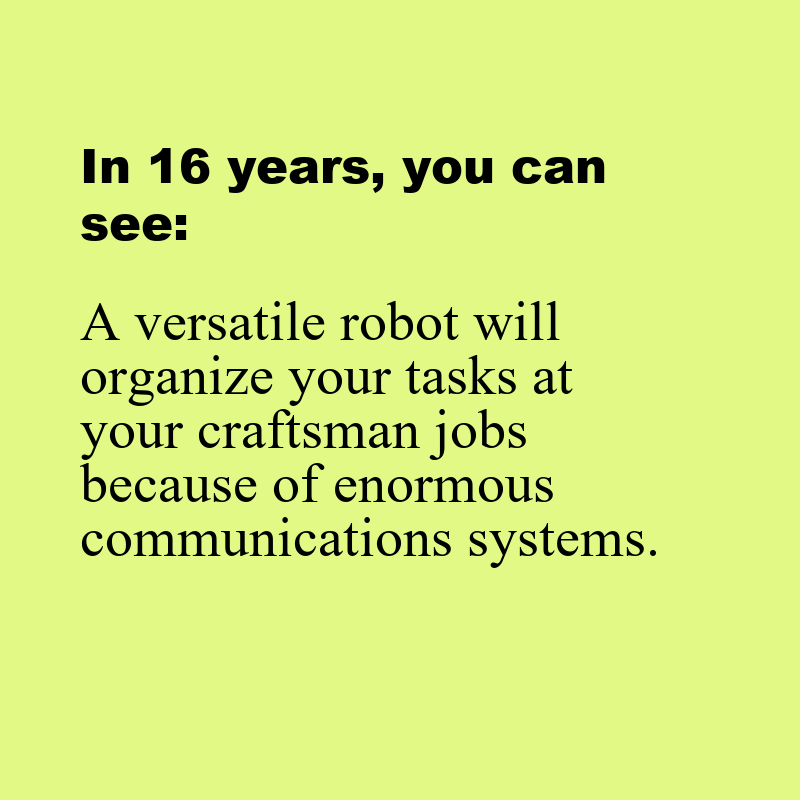 In 16 years, you can
see:
A versatile robot will
organize your tasks at
your craftsman jobs
because of enormous
communications systems.